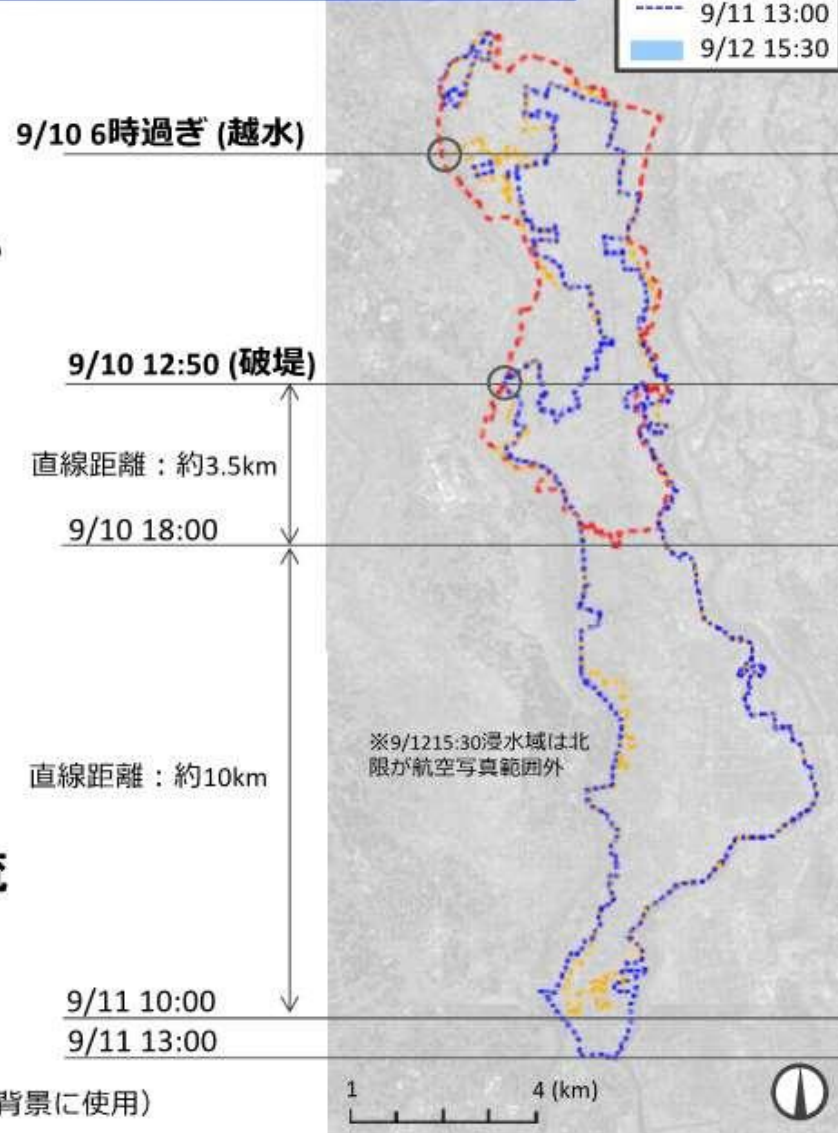 9/11 13:00
9/12 15:30
9/10 6時過ぎ (越水)
9/10 12:50 (破堤)
直線距離：約3.5km
9/10 18:00
※9/1215:30浸水域は北
限が航空写真範囲外
直線距離：約10km
9/11 10:00
9/11 13:00
1 4 (km)
背景に使用）